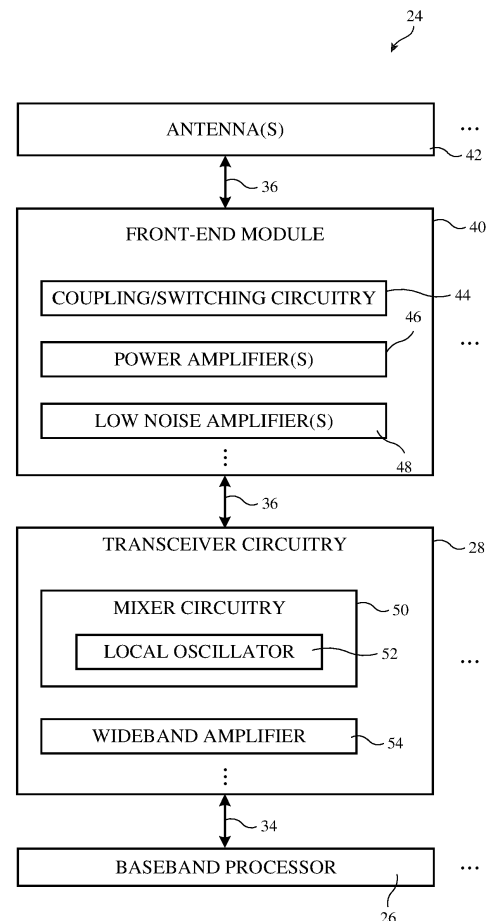 24
ANTENNA(S)
...
42
36
FRONT-END MODULE
40
COUPLING/SWITCHING CIRCUITRY
44
46
...
POWER AMPLIFIER(S)
LOW NOISE AMPLIFIER(S)
48
...
36
TRANSCEIVER CIRCUITRY
28
MIXER CIRCUITRY
50
LOCAL OSCILLATOR
52
...
WIDEBAND AMPLIFIER
54
...
34
BASEBAND PROCESSOR
...
26